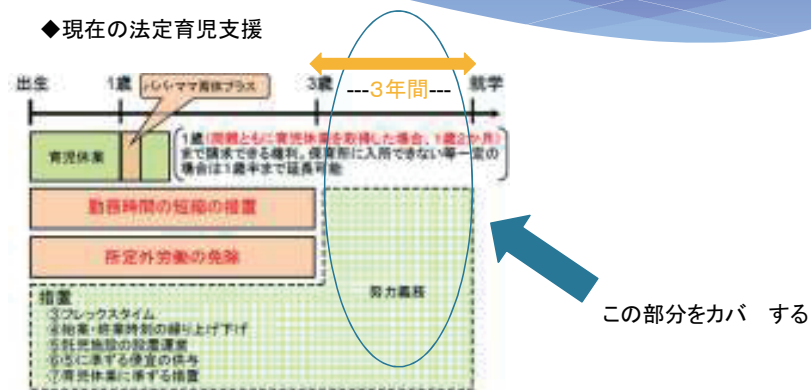 ◆現在の法定育児支援
出生 1歳 パパ・ママ育休プラス 3歳 ---3年間--- 就学
育児休業
1歳(両親ともに育児休業を取得した場合、1歳2か月)
まで請求できる権利。保育所に入所できない等一定の
場合は1歳半まで延長可能
勤務時間の短縮の措置
所定外労働の免除
努力義務
措置
③フレックスタイム
④始業・終業時刻の繰り上げ下げ
⑤託児施設の設置運営
⑥⑤に準ずる便宜の供与
⑦育児休業に準ずる措置
この部分をカバ する